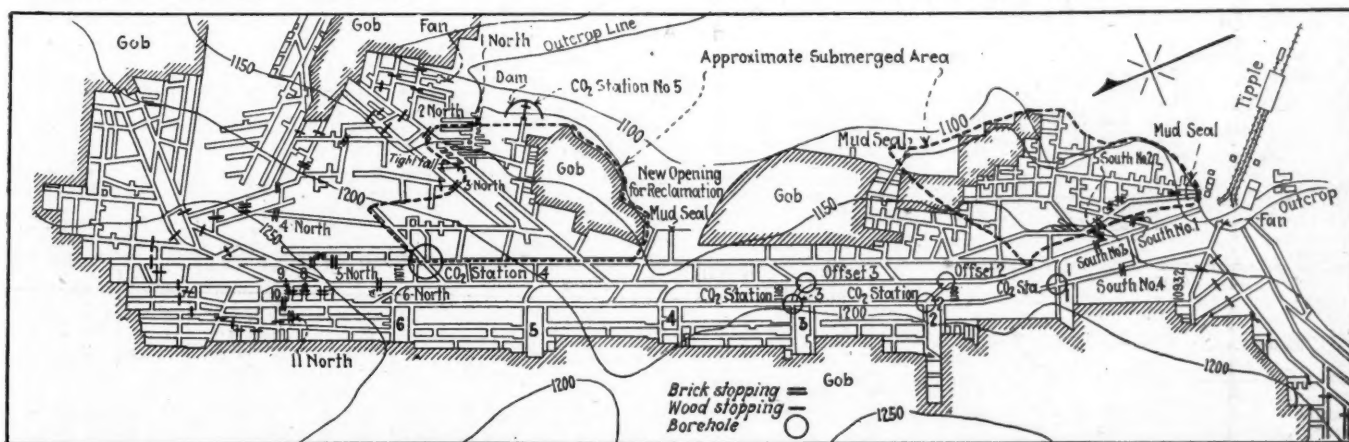 Gob
Gob
Fan
1 North
Outcrop Line
Approximate Submerged Area
Tipple
1150
Dam
CO2 Station No 5
2 North
1100
Mud Seal
1100
Mud Seal
Tight fall
Gob
New Opening
for Reclamation
Gob
South No.2
3 North
1200
Mud Seal
1150
Fan
Outcrop
1250
4 North
South No.1
South No.3
9
8
5-North
CO2 Station 4
Offset 3
Offset 2
CO2 Sta.
1
South No.4
10
7
6-North
CO2 Station
3
CO2 Station
1200
6
5
4
3
2
11 North
Gob
1200
1200
1250
Brick stopping
Wood stopping
Borehole